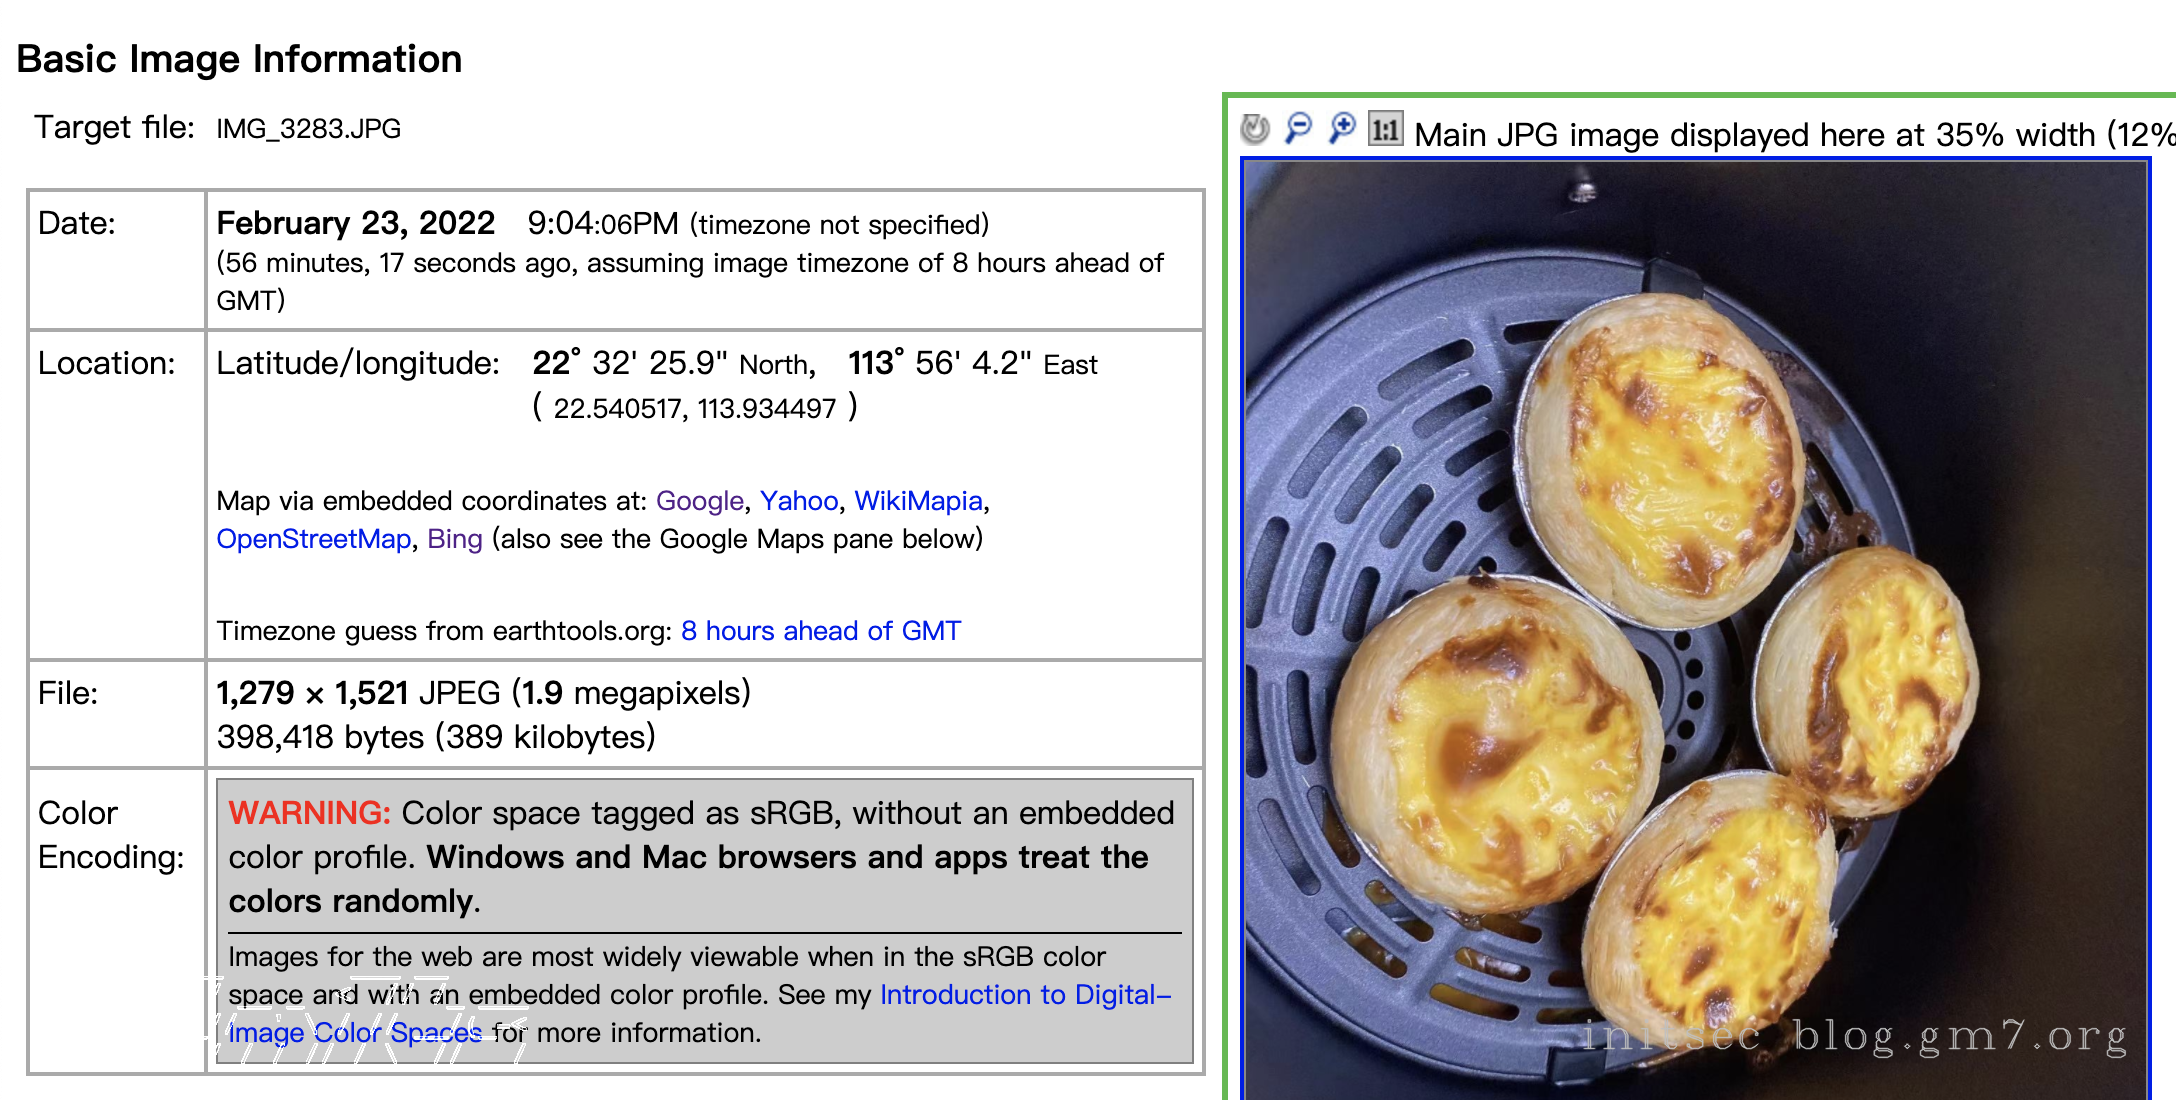 Basic Image Information
Target file: IMG_3283.JPG
Date: February 23, 2022 9:04:06PM (timezone not specified)
(56 minutes, 17 seconds ago, assuming image timezone of 8 hours ahead of
GMT)
Location: Latitude/longitude: 22° 32' 25.9" North, 113° 56' 4.2" East
( 22.540517, 113.934497 )
Map via embedded coordinates at: Google, Yahoo, WikiMapia,
OpenStreetMap, Bing (also see the Google Maps pane below)
Timezone guess from earthtools.org: 8 hours ahead of GMT
File: 1,279 × 1,521 JPEG (1.9 megapixels)
398,418 bytes (389 kilobytes)
Color
Encoding:
WARNING: Color space tagged as sRGB, without an embedded
color profile. Windows and Mac browsers and apps treat the
colors randomly.
Images for the web are most widely viewable when in the sRGB color
space and with an embedded color profile. See my Introduction to Digital-
Image Color Spaces for more information.
1:1 Main JPG image displayed here at 35% width (12%
initsec blog.gm7.org